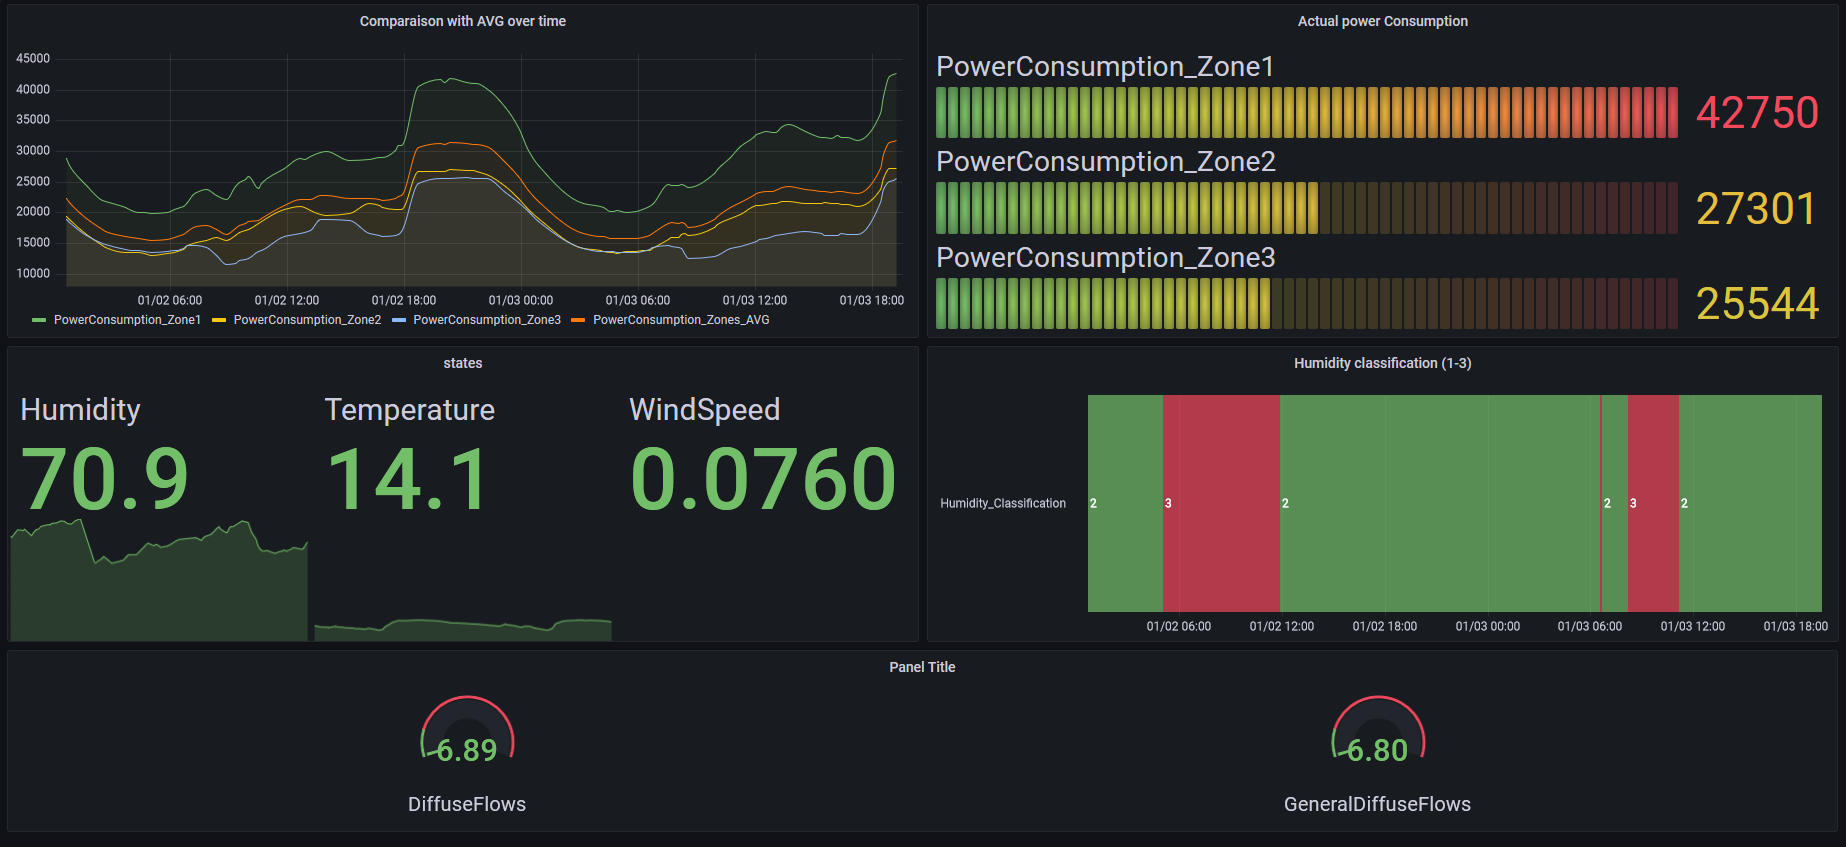 Comparaison with AVG over time
45000
40000
35000
30000
25000
20000
15000
10000
01/02 06:00 01/02 12:00 01/02 18:00 01/03 00:00 01/03 06:00 01/03 12:00 01/03 18:00
PowerConsumption_Zone1 PowerConsumption_Zone2 PowerConsumption_Zone3 PowerConsumption_Zones_AVG
Actual power Consumption
PowerConsumption_Zone1
42750
PowerConsumption_Zone2
27301
PowerConsumption_Zone3
25544
states
Humidity Temperature WindSpeed
70.9 14.1 0.0760
Humidity classification (1-3)
Humidity_Classification 2 3 2 2 3 2
01/02 06:00 01/02 12:00 01/02 18:00 01/03 00:00 01/03 06:00 01/03 12:00 01/03 18:00
Panel Title
6.89 6.80
DiffuseFlows GeneralDiffuseFlows